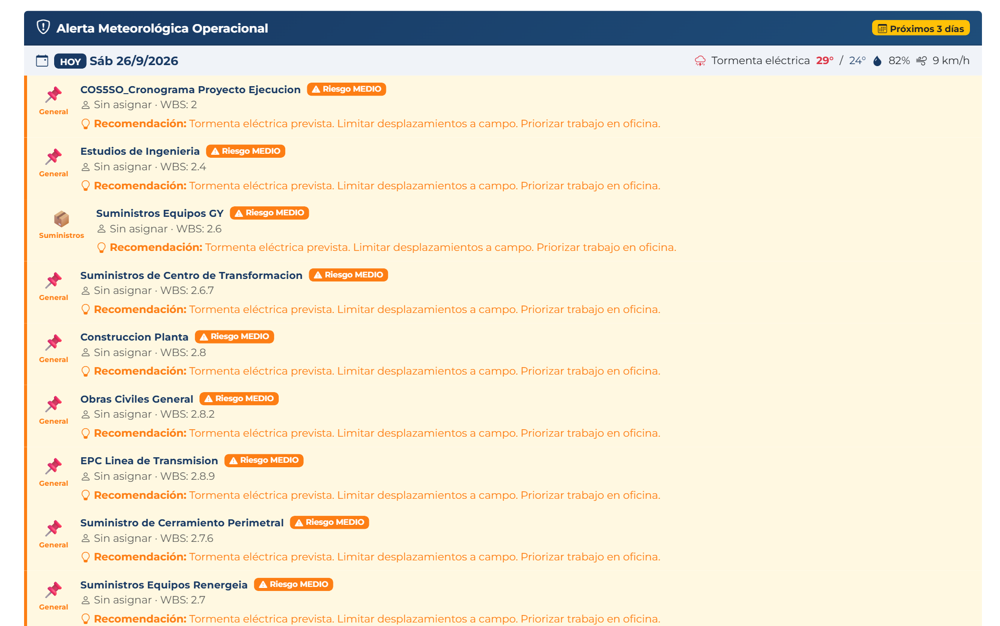 Alerta Meteorológica Operacional
Próximos 3 días
HOY Sáb 26/9/2026
Tormenta eléctrica 29° / 24° 82% 9 km/h
COS5SO_Cronograma Proyecto Ejecucion Riesgo MEDIO
General
Sin asignar · WBS: 2
Recomendación: Tormenta eléctrica prevista. Limitar desplazamientos a campo. Priorizar trabajo en oficina.
Estudios de Ingenieria Riesgo MEDIO
General
Sin asignar · WBS: 2.4
Recomendación: Tormenta eléctrica prevista. Limitar desplazamientos a campo. Priorizar trabajo en oficina.
Suministros Equipos GY Riesgo MEDIO
Suministros
Sin asignar · WBS: 2.6
Recomendación: Tormenta eléctrica prevista. Limitar desplazamientos a campo. Priorizar trabajo en oficina.
Suministros de Centro de Transformacion Riesgo MEDIO
General
Sin asignar · WBS: 2.6.7
Recomendación: Tormenta eléctrica prevista. Limitar desplazamientos a campo. Priorizar trabajo en oficina.
Construccion Planta Riesgo MEDIO
General
Sin asignar · WBS: 2.8
Recomendación: Tormenta eléctrica prevista. Limitar desplazamientos a campo. Priorizar trabajo en oficina.
Obras Civiles General Riesgo MEDIO
General
Sin asignar · WBS: 2.8.2
Recomendación: Tormenta eléctrica prevista. Limitar desplazamientos a campo. Priorizar trabajo en oficina.
EPC Linea de Transmision Riesgo MEDIO
General
Sin asignar · WBS: 2.8.9
Recomendación: Tormenta eléctrica prevista. Limitar desplazamientos a campo. Priorizar trabajo en oficina.
Suministro de Cerramiento Perimetral Riesgo MEDIO
General
Sin asignar · WBS: 2.7.6
Recomendación: Tormenta eléctrica prevista. Limitar desplazamientos a campo. Priorizar trabajo en oficina.
Suministros Equipos Renergeia Riesgo MEDIO
General
Sin asignar · WBS: 2.7
Recomendación: Tormenta eléctrica prevista. Limitar desplazamientos a campo. Priorizar trabajo en oficina.